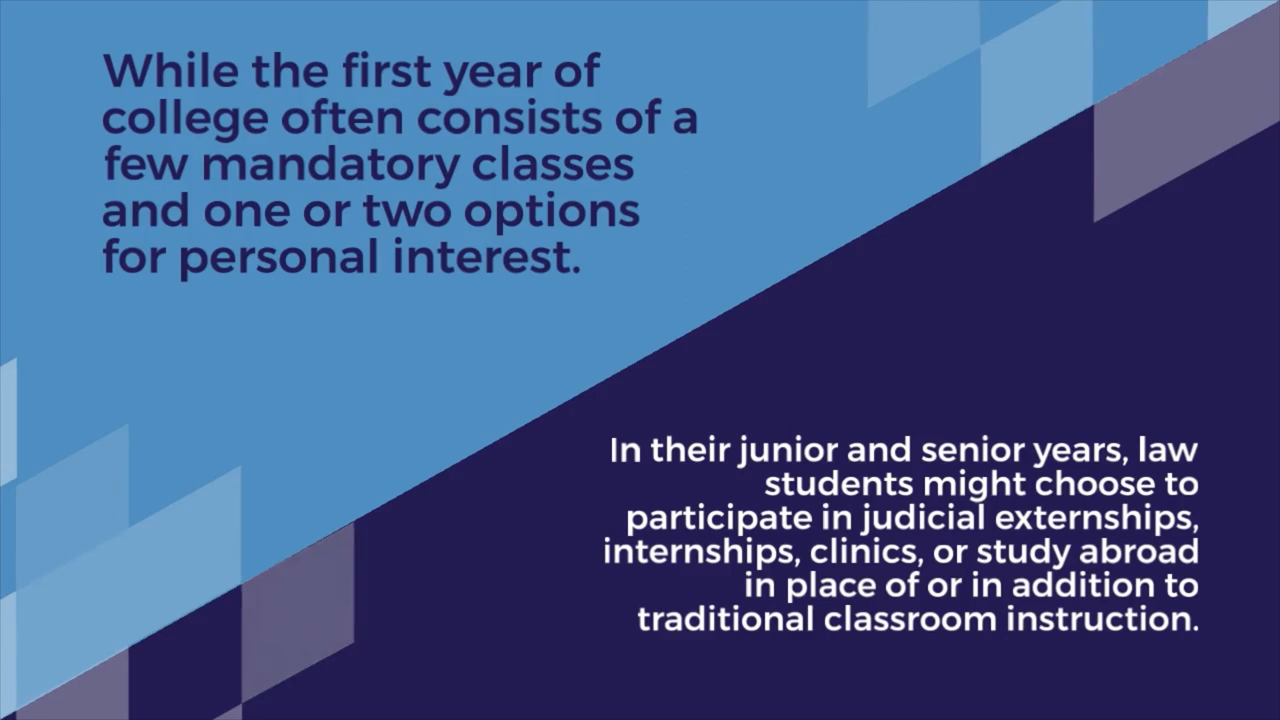 While the first year of
college often consists of a
few mandatory classes
and one or two options
for personal interest.
In their junior and senior years, law
students might choose to
participate in judicial externships,
internships, clinics, or study abroad
in place of or in addition to
traditional classroom instruction.